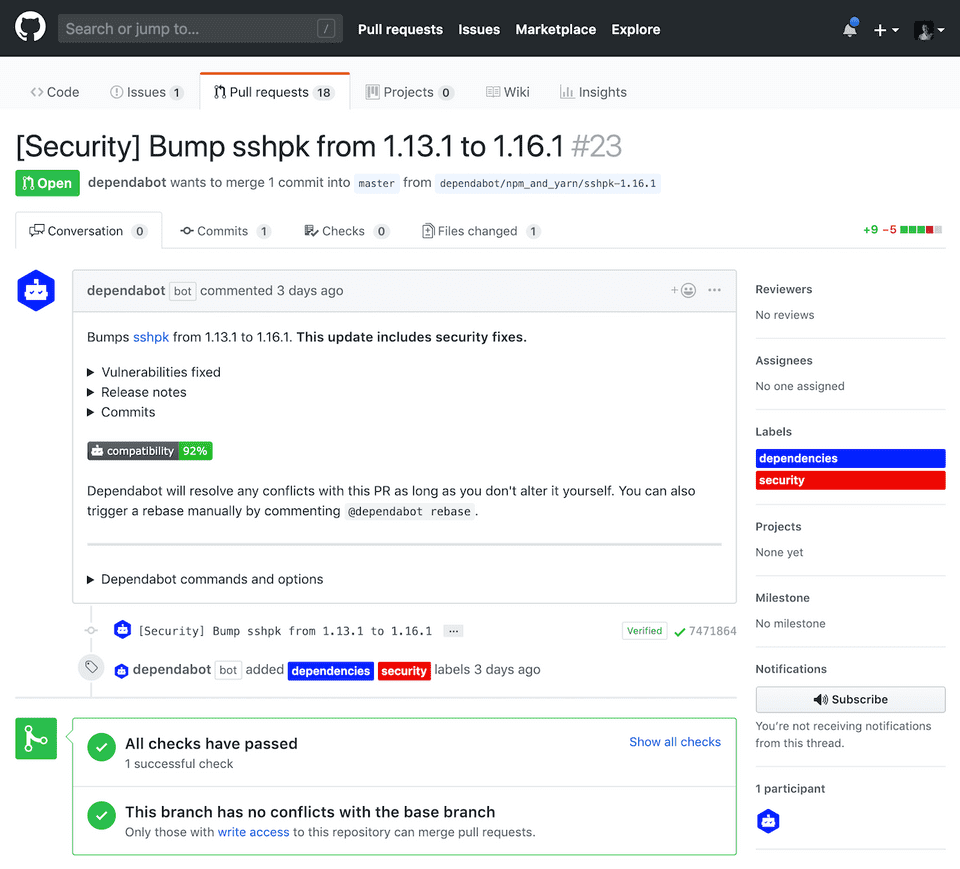 Search or jump to... /
Pull requests Issues Marketplace Explore
Code Issues 1 Pull requests 18 Projects 0 Wiki Insights
[Security] Bump sshpk from 1.13.1 to 1.16.1 #23
Open dependabot wants to merge 1 commit into master from dependabot/npm_and_yarn/sshpk-1.16.1
Conversation 0 Commits 1 Checks 0 Files changed 1 +9 −5
dependabot bot commented 3 days ago
Bumps sshpk from 1.13.1 to 1.16.1. This update includes security fixes.
Vulnerabilities fixed
Release notes
Commits
compatibility 92%
Dependabot will resolve any conflicts with this PR as long as you don't alter it yourself. You can also
trigger a rebase manually by commenting @dependabot rebase.
Dependabot commands and options
[Security] Bump sshpk from 1.13.1 to 1.16.1 ... Verified 7471864
dependabot bot added dependencies security labels 3 days ago
All checks have passed Show all checks
1 successful check
This branch has no conflicts with the base branch
Only those with write access to this repository can merge pull requests.
Reviewers
No reviews
Assignees
No one assigned
Labels
dependencies
security
Projects
None yet
Milestone
No milestone
Notifications
Subscribe
You're not receiving notifications
from this thread.
1 participant